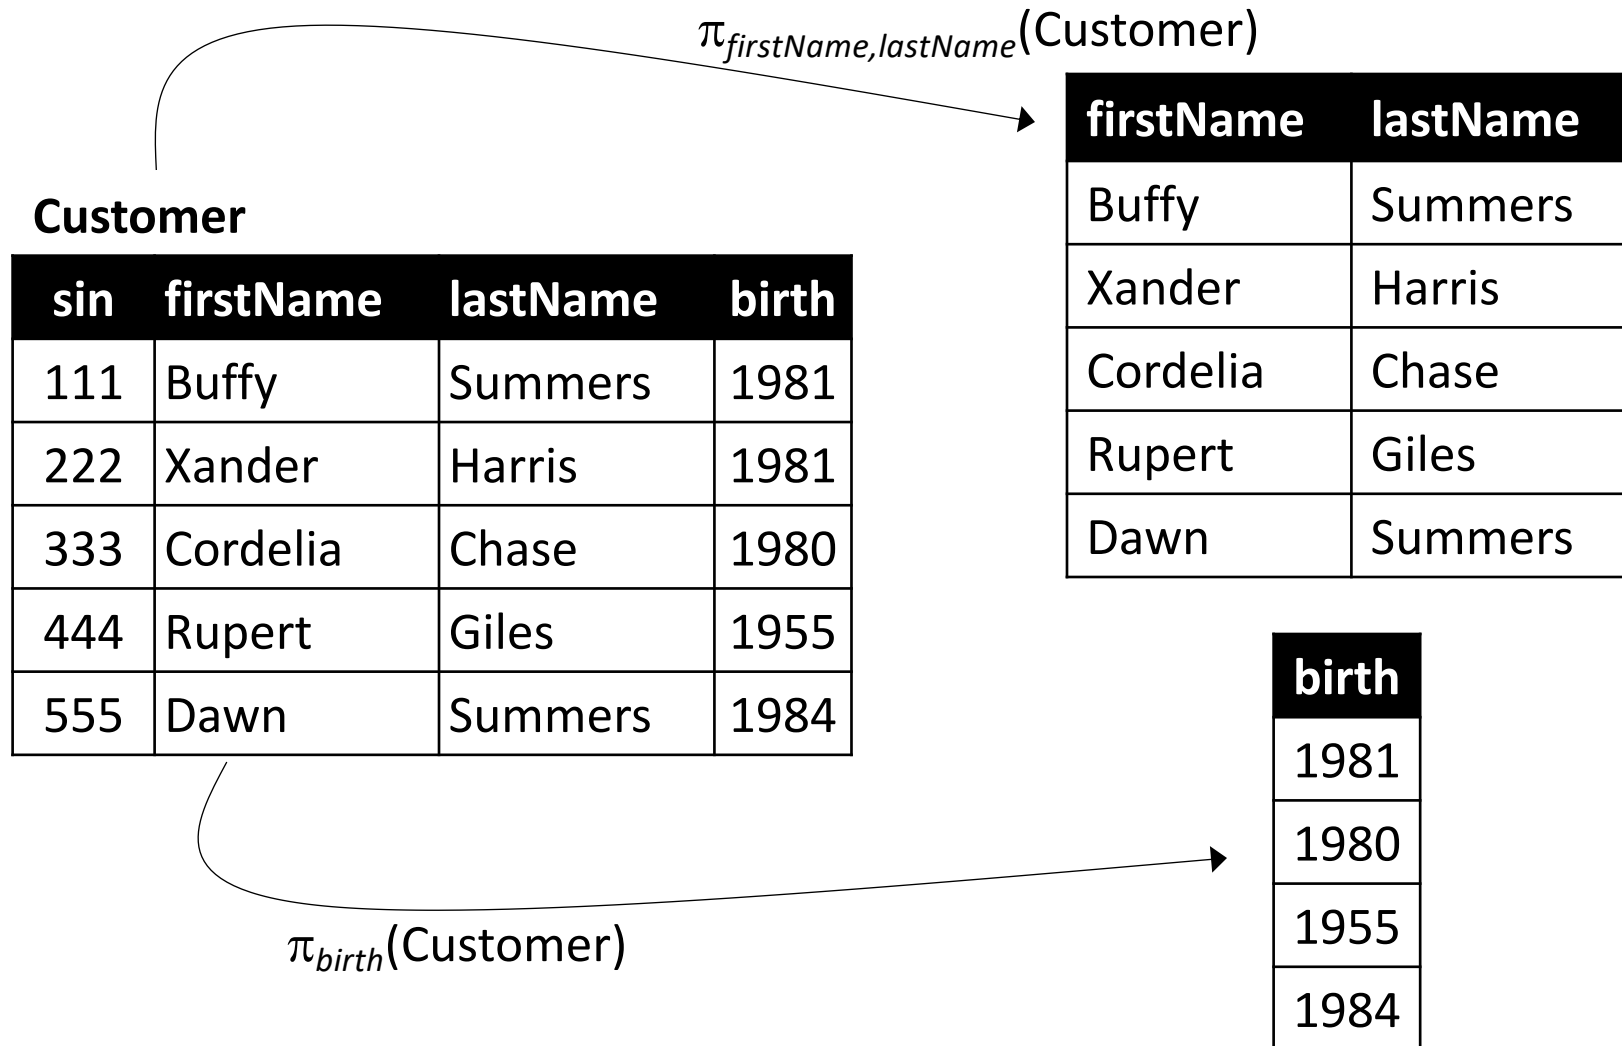 π firstName,lastName(Customer)
firstName lastName
Buffy Summers
Xander Harris
Cordelia Chase
Rupert Giles
Dawn Summers
Customer
sin firstName lastName birth
111 Buffy Summers 1981
222 Xander Harris 1981
333 Cordelia Chase 1980
444 Rupert Giles 1955
555 Dawn Summers 1984
π birth(Customer)
birth
1981
1980
1955
1984